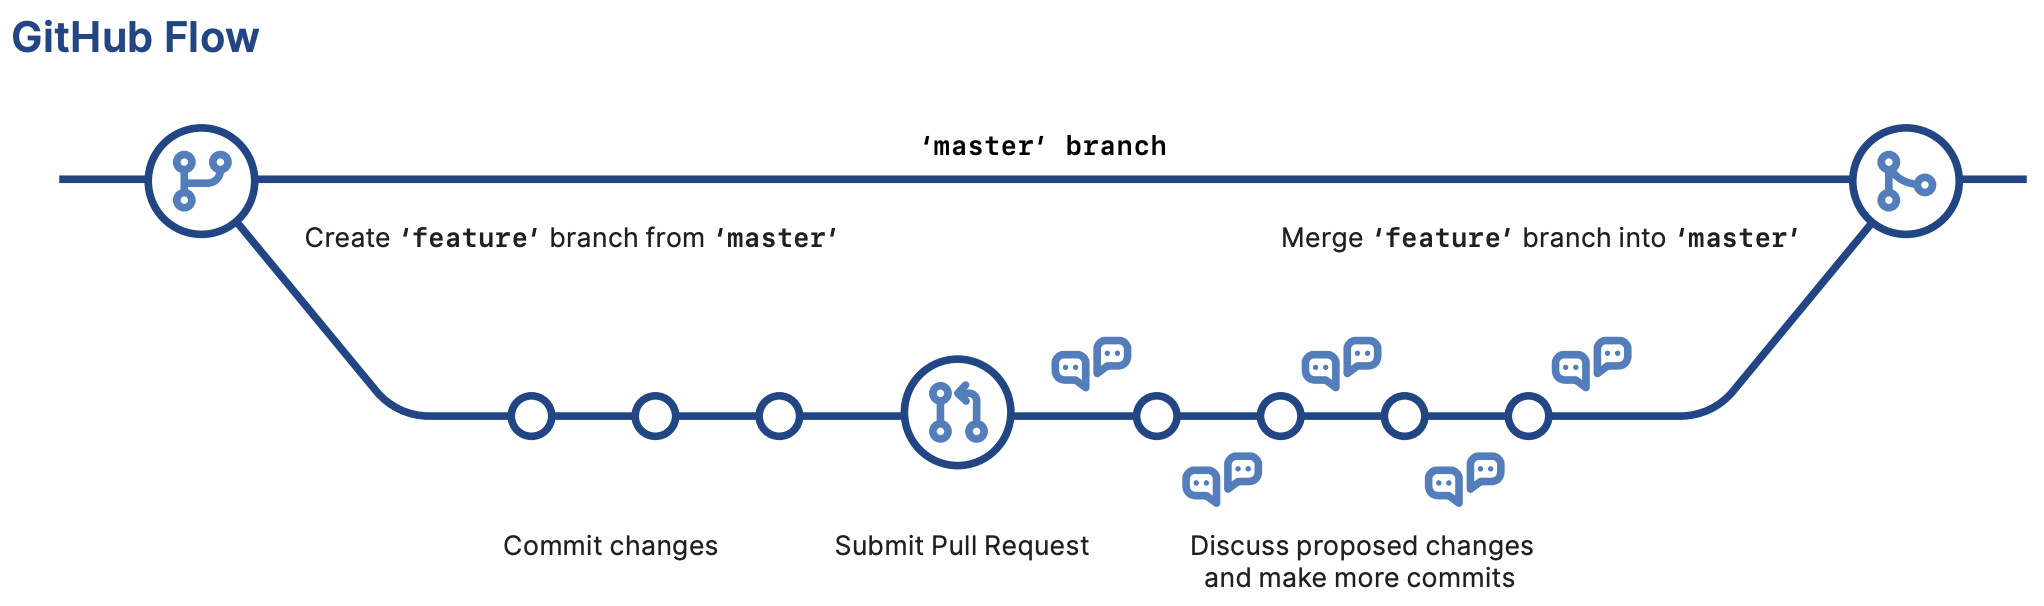 GitHub Flow
‘master’ branch
Create ‘feature’ branch from ‘master’
Merge ‘feature’ branch into ‘master’
Commit changes
Submit Pull Request
Discuss proposed changes
and make more commits